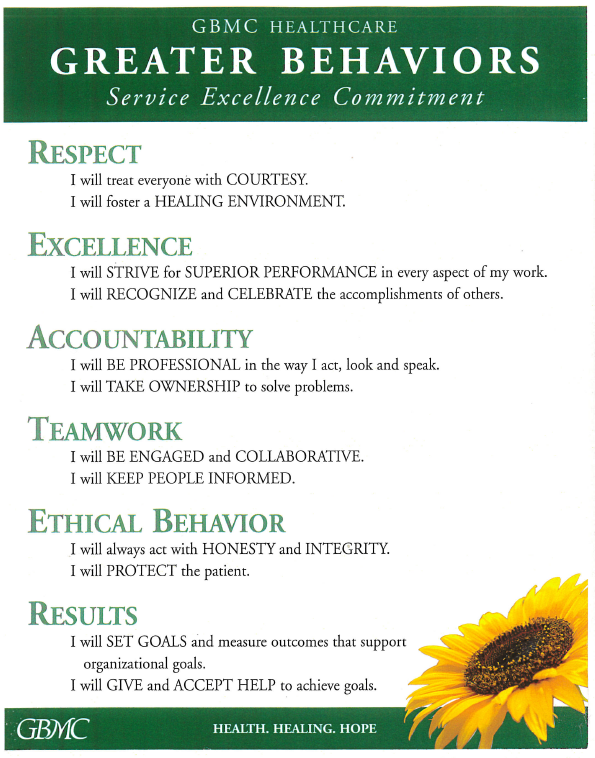 GBMC HEALTHCARE
GREATER BEHAVIORS
Service Excellence Commitment
RESPECT
I will treat everyone with COURTESY.
I will foster a HEALING ENVIRONMENT.
EXCELLENCE
I will STRIVE for SUPERIOR PERFORMANCE in every aspect of my work.
I will RECOGNIZE and CELEBRATE the accomplishments of others.
ACCOUNTABILITY
I will BE PROFESSIONAL in the way I act, look and speak.
I will TAKE OWNERSHIP to solve problems.
TEAMWORK
I will BE ENGAGED and COLLABORATIVE.
I will KEEP PEOPLE INFORMED.
ETHICAL BEHAVIOR
I will always act with HONESTY and INTEGRITY.
I will PROTECT the patient.
RESULTS
I will SET GOALS and measure outcomes that support
organizational goals.
I will GIVE and ACCEPT HELP to achieve goals.
GBMC
HEALTH. HEALING. HOPE